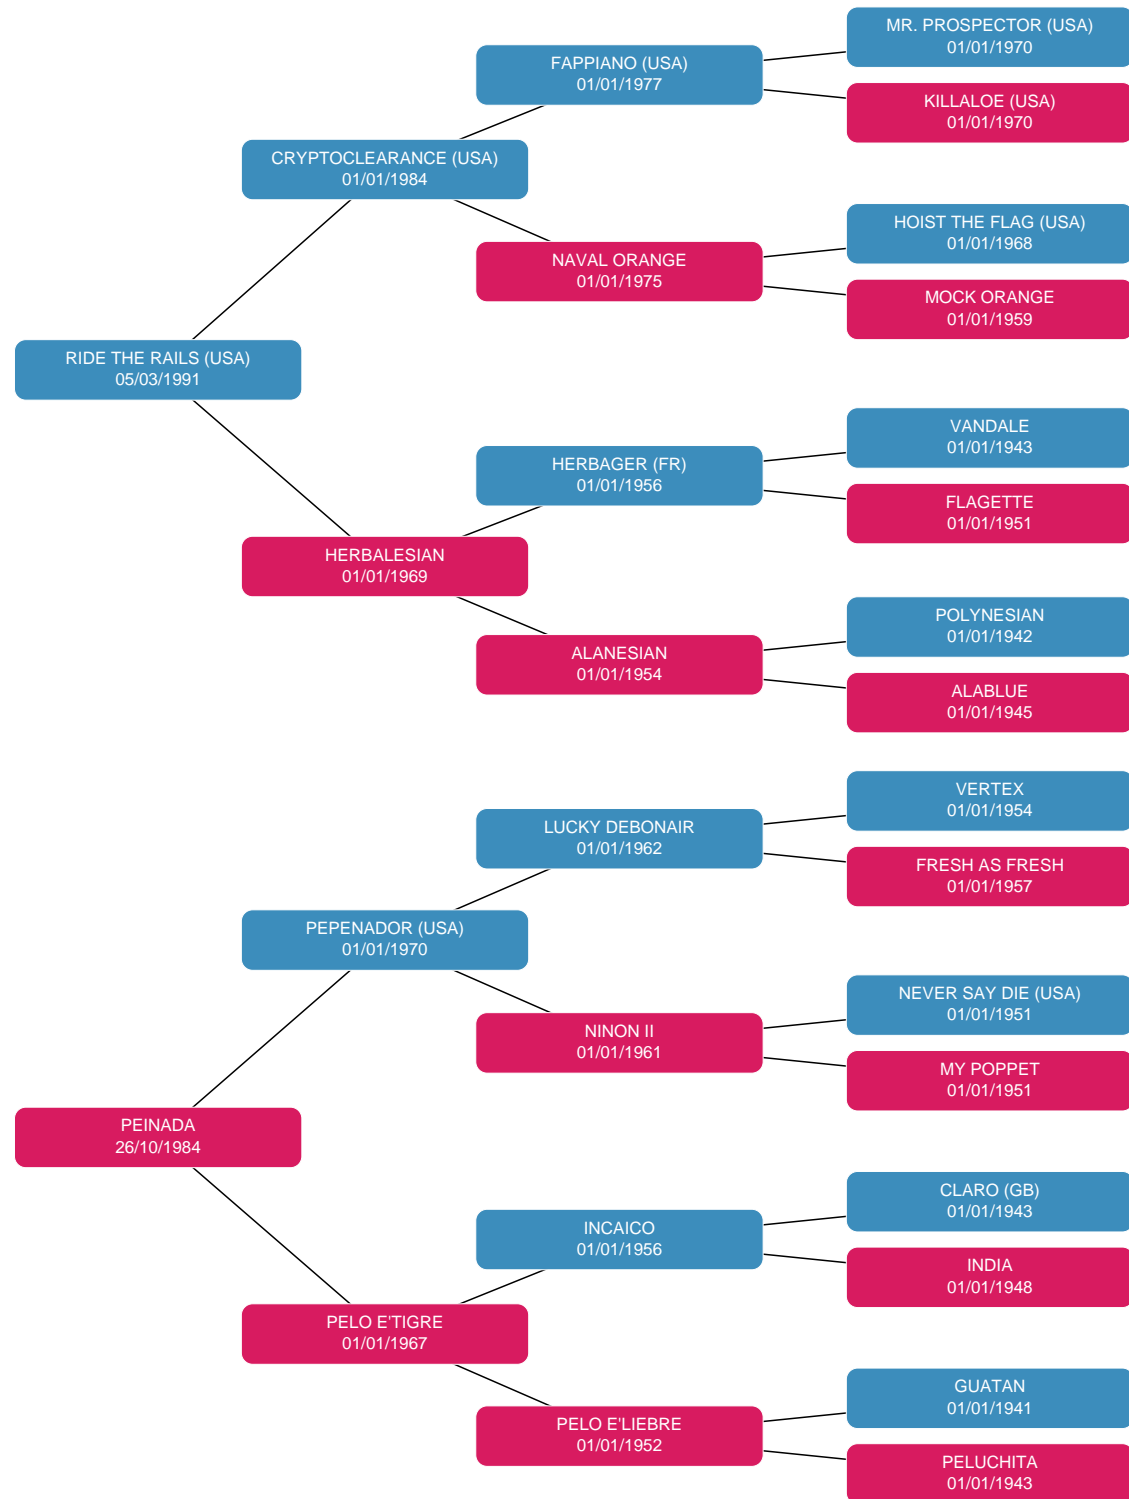 MR. PROSPECTOR (USA)
01/01/1970
FAPPIANO (USA)
01/01/1977
KILLALOE (USA)
01/01/1970
CRYPTOCLEARANCE (USA)
01/01/1984
HOIST THE FLAG (USA)
01/01/1968
NAVAL ORANGE
01/01/1975
MOCK ORANGE
01/01/1959
RIDE THE RAILS (USA)
05/03/1991
VANDALE
01/01/1943
HERBAGER (FR)
01/01/1956
FLAGETTE
01/01/1951
HERBALESIAN
01/01/1969
POLYNESIAN
01/01/1942
ALANESIAN
01/01/1954
ALABLUE
01/01/1945
VERTEX
01/01/1954
LUCKY DEBONAIR
01/01/1962
FRESH AS FRESH
01/01/1957
PEPENADOR (USA)
01/01/1970
NEVER SAY DIE (USA)
01/01/1951
NINON II
01/01/1961
MY POPPET
01/01/1951
PEINADA
26/10/1984
CLARO (GB)
01/01/1943
INCAICO
01/01/1956
INDIA
01/01/1948
PELO E'TIGRE
01/01/1967
GUATAN
01/01/1941
PELO E'LIEBRE
01/01/1952
PELUCHITA
01/01/1943